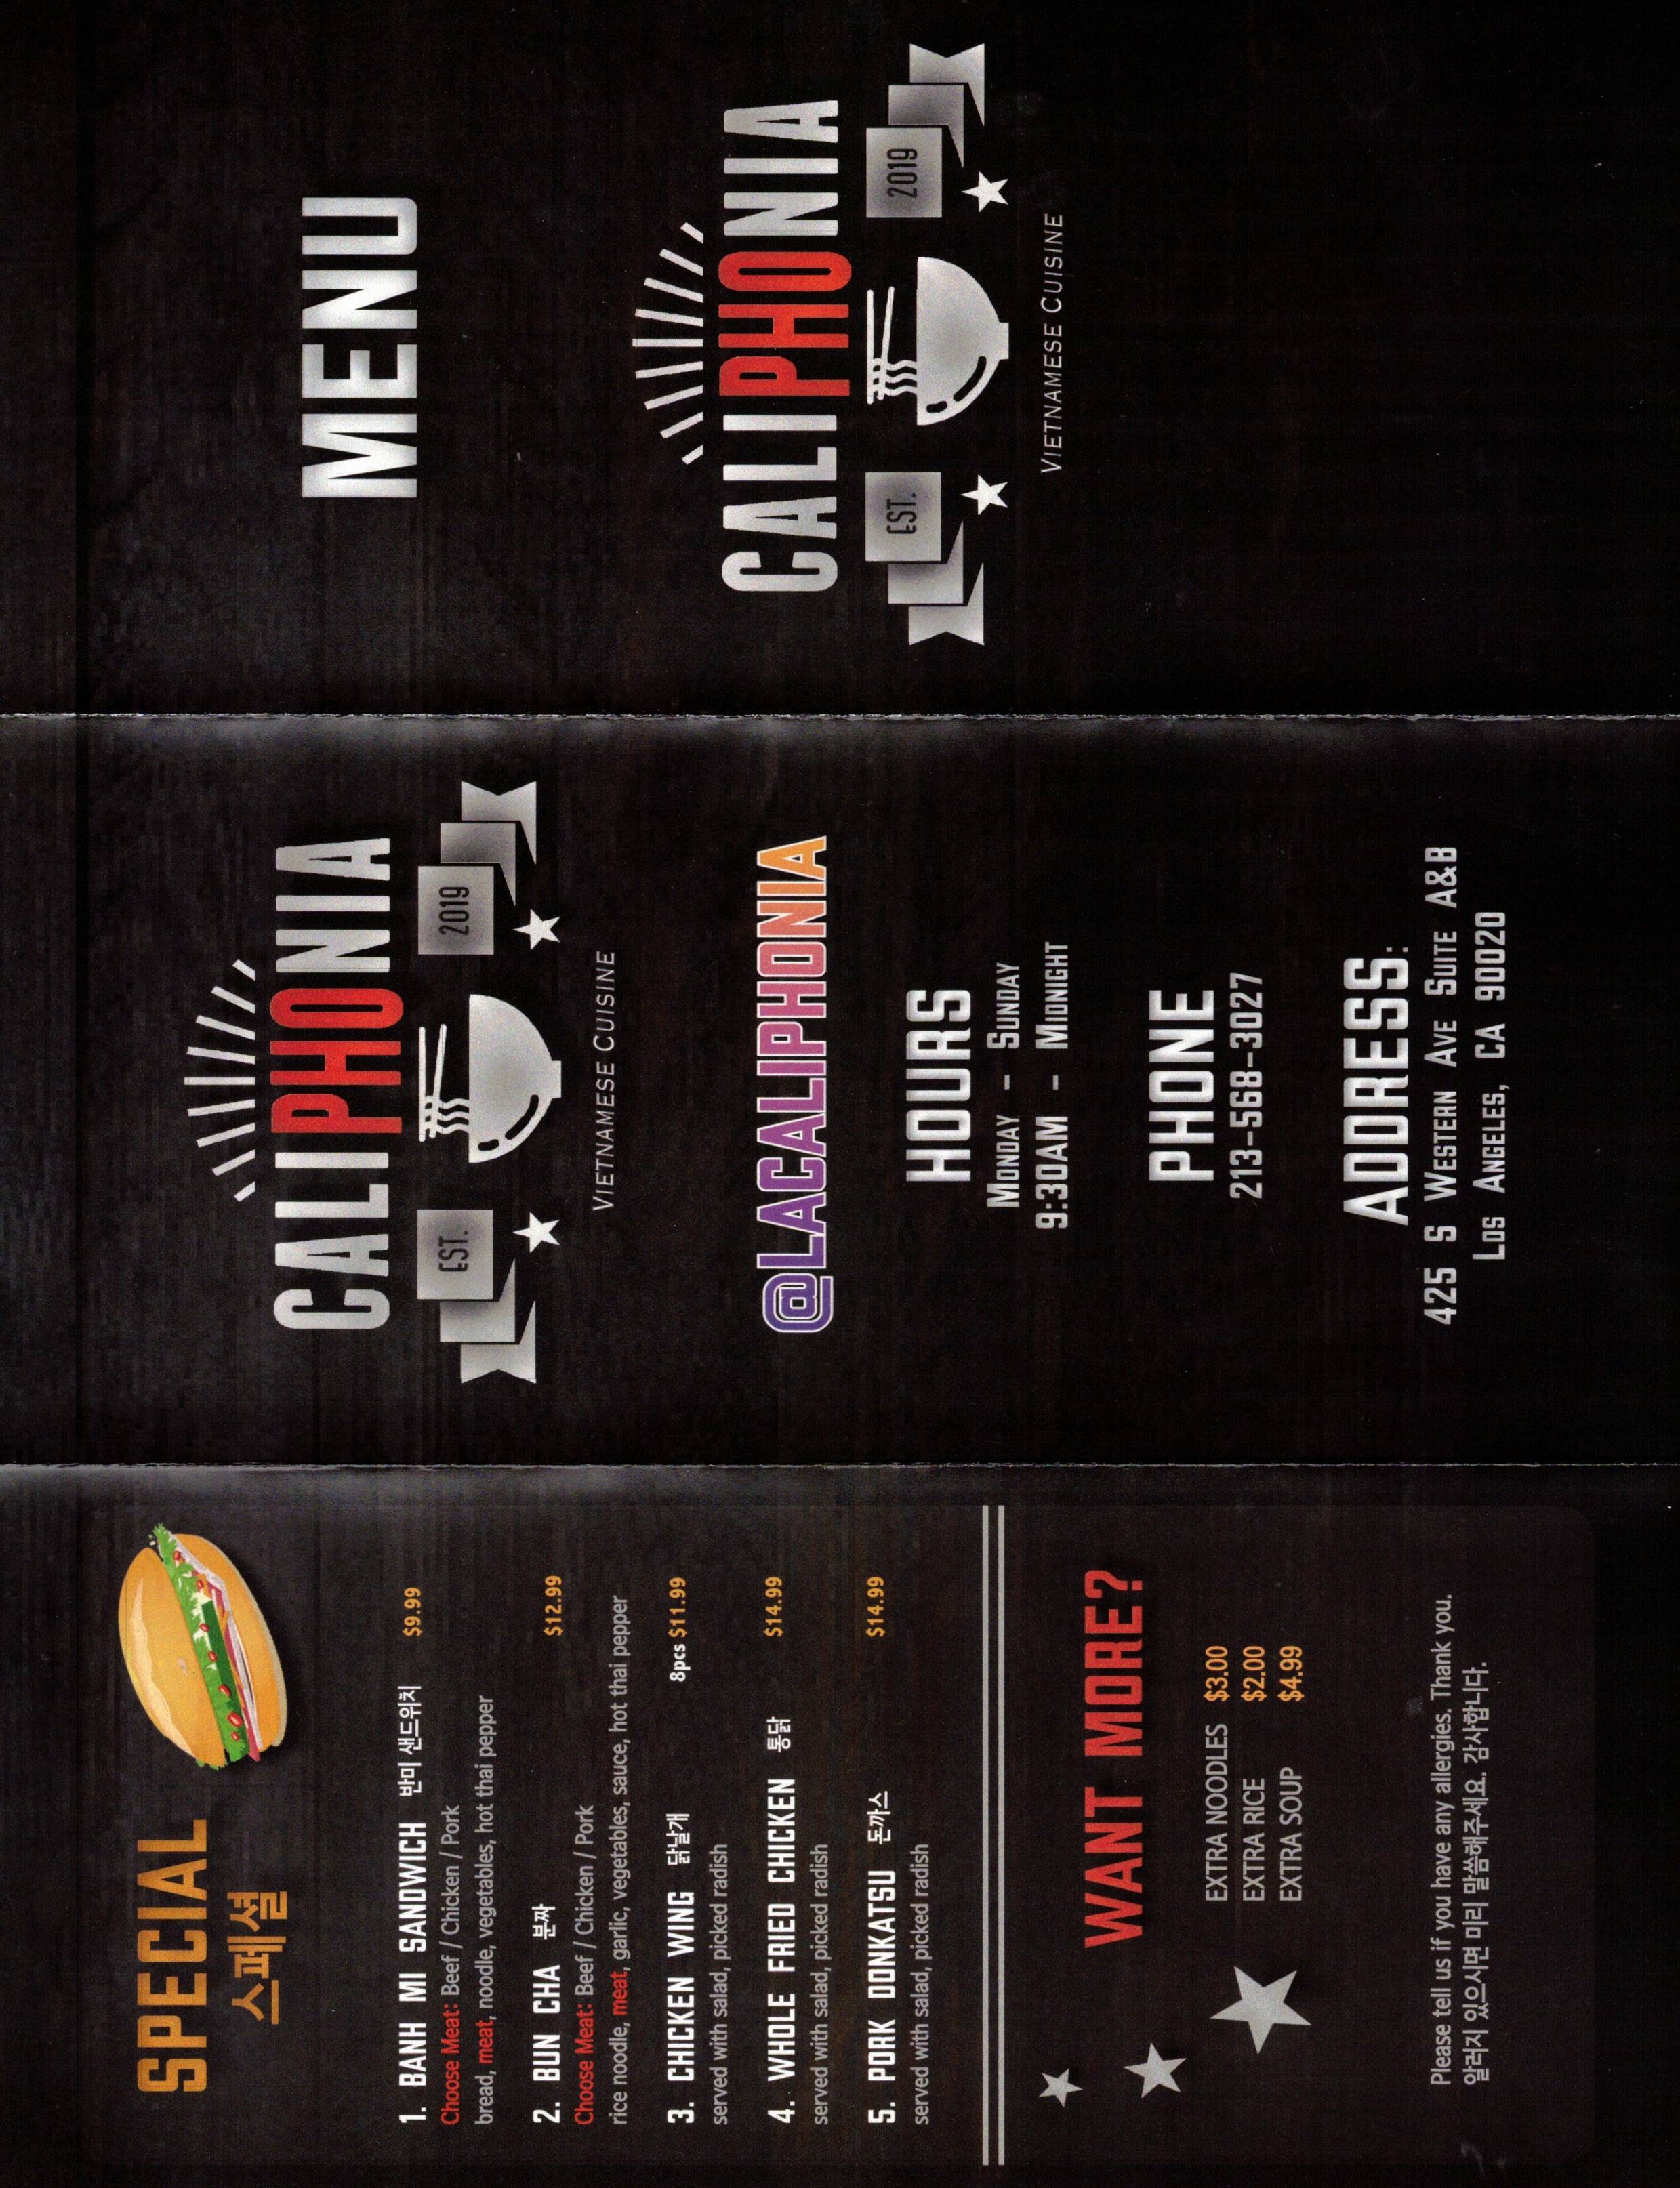 SPECIAL
스페셜
1. BANH MI SANDWICH 반미 샌드위치 $9.99
Choose Meat: Beef / Chicken / Pork
bread, meat, noodle, vegetables, hot thai pepper
2. BUN CHA 분짜 $12.99
Choose Meat: Beef / Chicken / Pork
rice noodle, meat, garlic, vegetables, sauce, hot thai pepper
3. CHICKEN WING 닭날개 8pcs $11.99
served with salad, picked radish
4. WHOLE FRIED CHICKEN 통닭 $14.99
served with salad, picked radish
5. PORK DONKATSU 돈까스 $14.99
served with salad, picked radish
WANT MORE?
EXTRA NOODLES $3.00
EXTRA RICE $2.00
EXTRA SOUP $4.99
Please tell us if you have any allergies. Thank you.
알러지 있으시면 미리 말씀해주세요. 감사합니다.
CALIPHONIA
EST. 2019
VIETNAMESE CUISINE
@LACALIPHONIA
HOURS
MONDAY - SUNDAY
9:30AM - MIDNIGHT
PHONE
213-568-3027
ADDRESS:
425 S WESTERN AVE SUITE A&B
LOS ANGELES, CA 90020
MENU
CALIPHONIA
EST. 2019
VIETNAMESE CUISINE